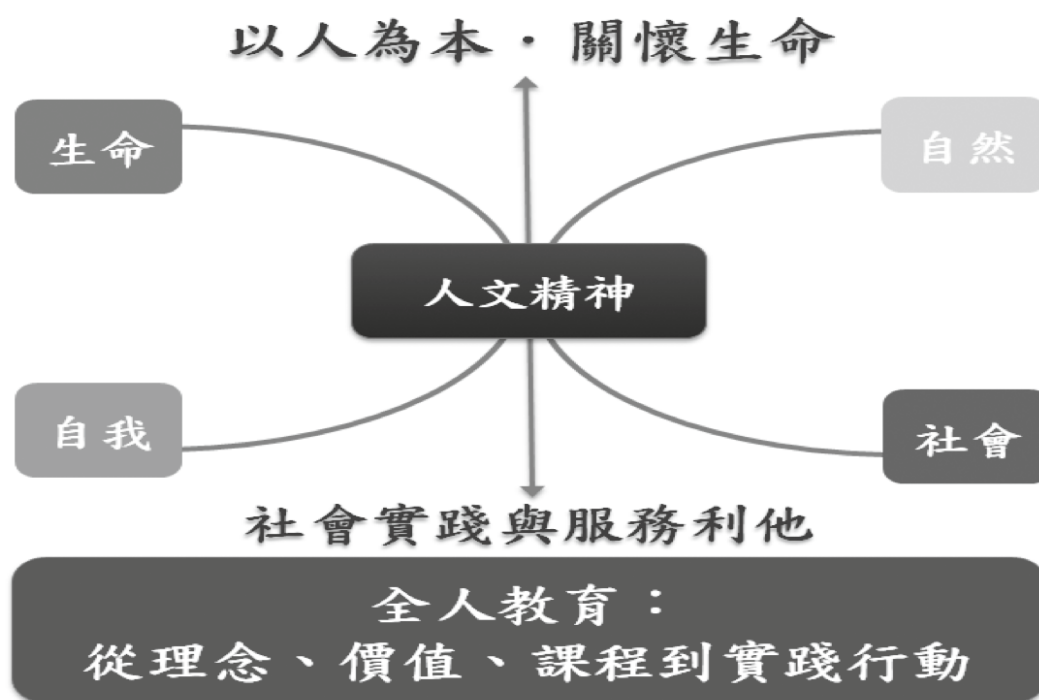 以人為本・關懷生命
生命
自然
人文精神
自我
社會
社會實踐與服務利他
全人教育：
從理念、價值、課程到實踐行動